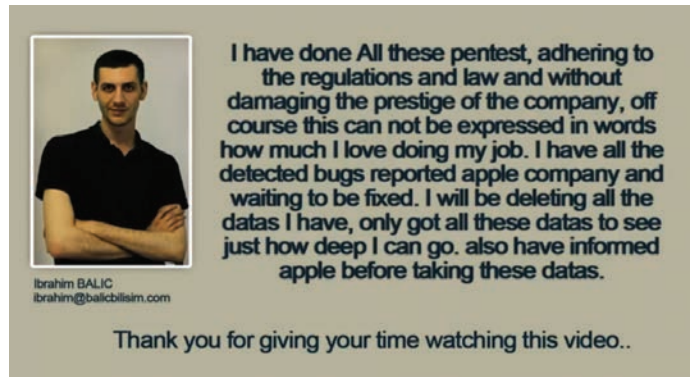 I have done All these pentest, adhering to
the regulations and law and without
damaging the prestige of the company, off
course this can not be expressed in words
how much I love doing my job. I have all the
detected bugs reported apple company and
waiting to be fixed. I will be deleting all the
datas I have, only got all these datas to see
just how deep I can go. also have informed
apple before taking these datas.
Ibrahim BALIC
ibrahim@balicbilisim.com
Thank you for giving your time watching this video..